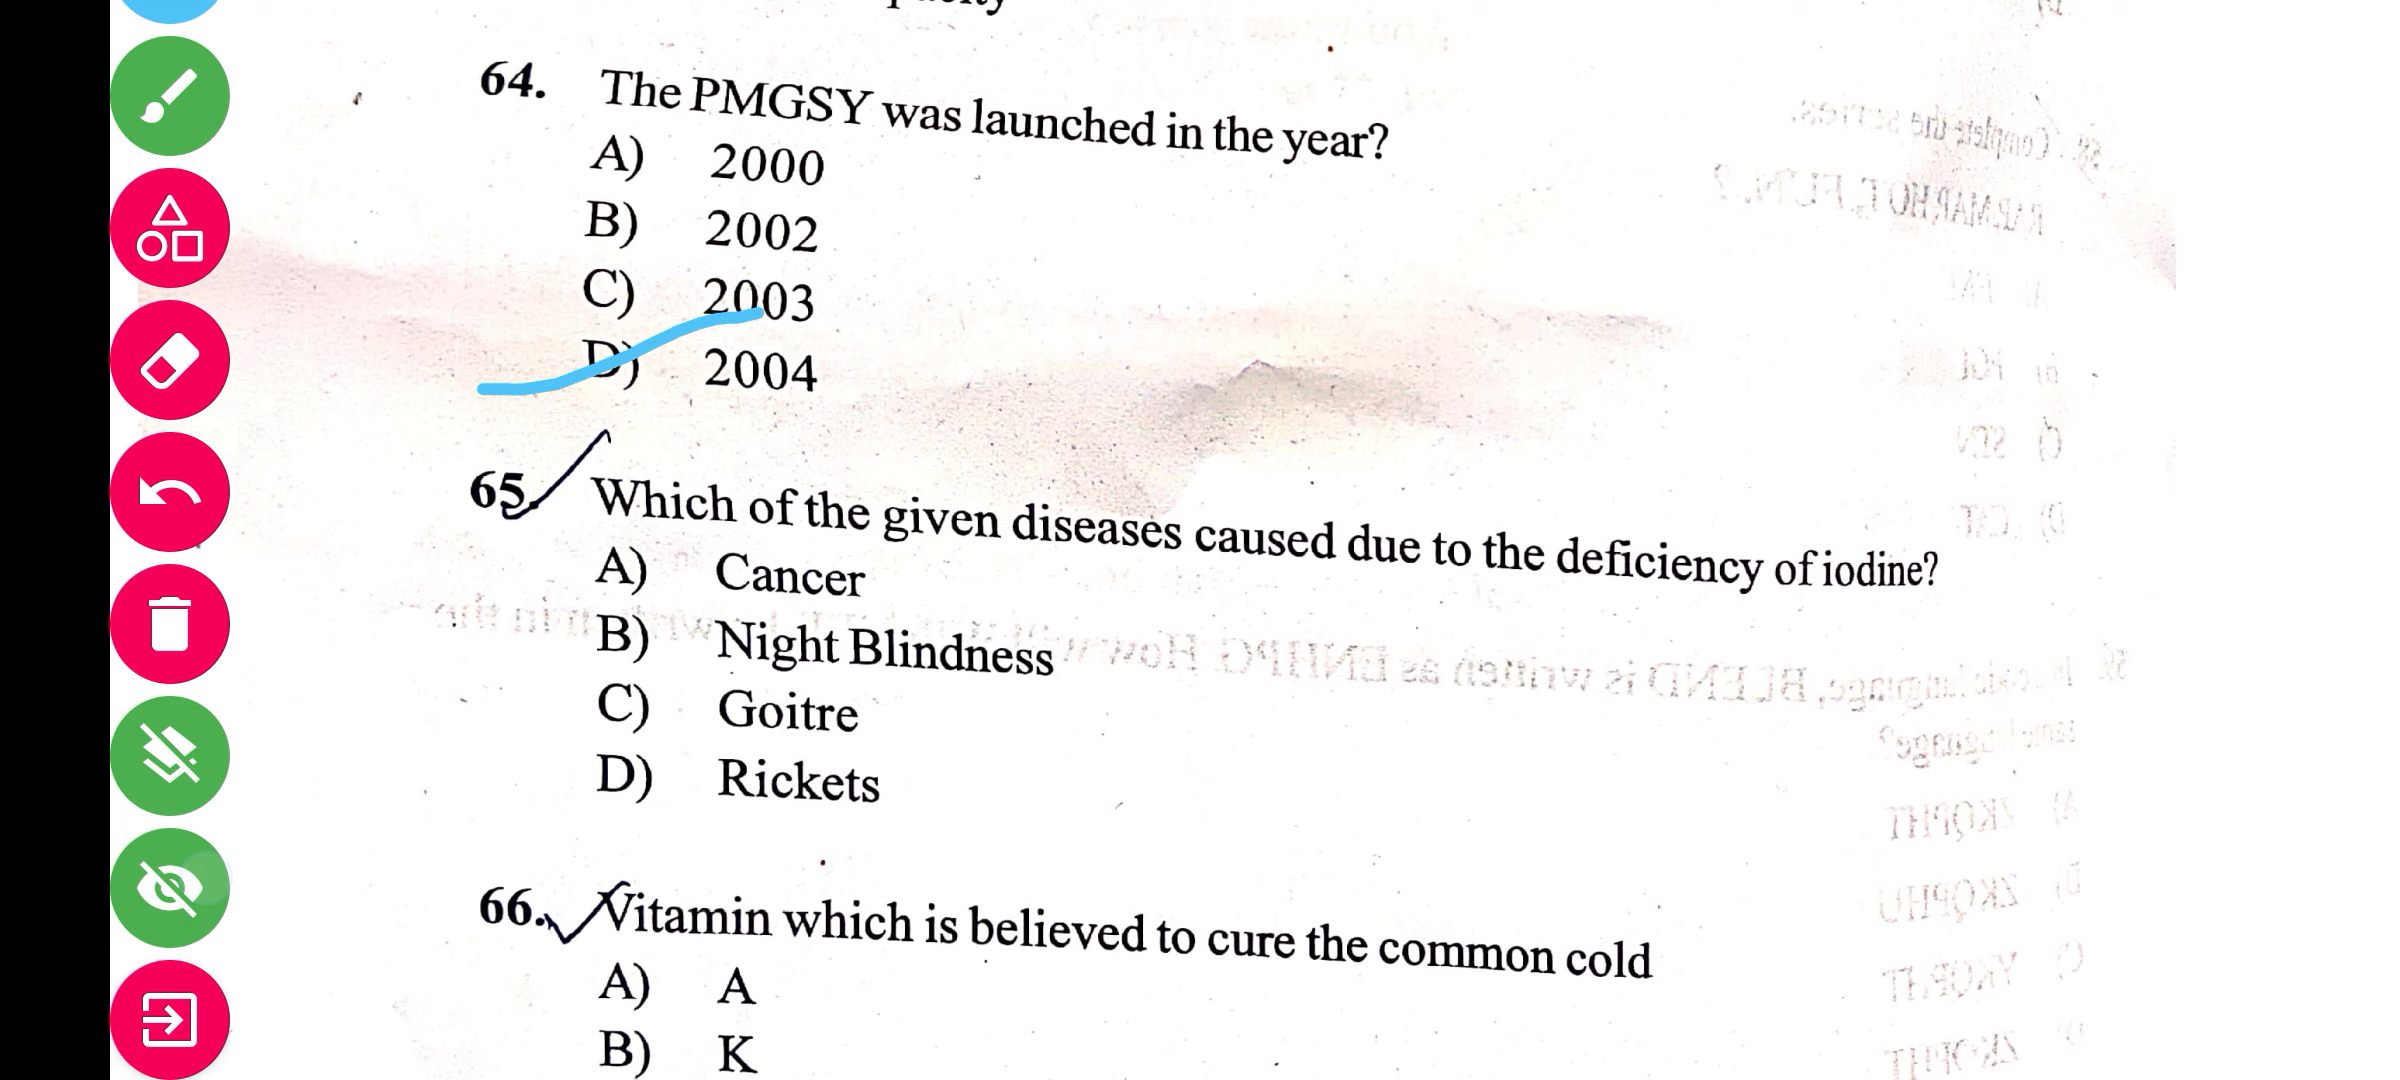 64. The PMGSY was launched in the year?
A) 2000
B) 2002
C) 2003
D) 2004
65. Which of the given diseases caused due to the deficiency of iodine?
A) Cancer
B) Night Blindness
C) Goitre
D) Rickets
66. Vitamin which is believed to cure the common cold
A) A
B) K